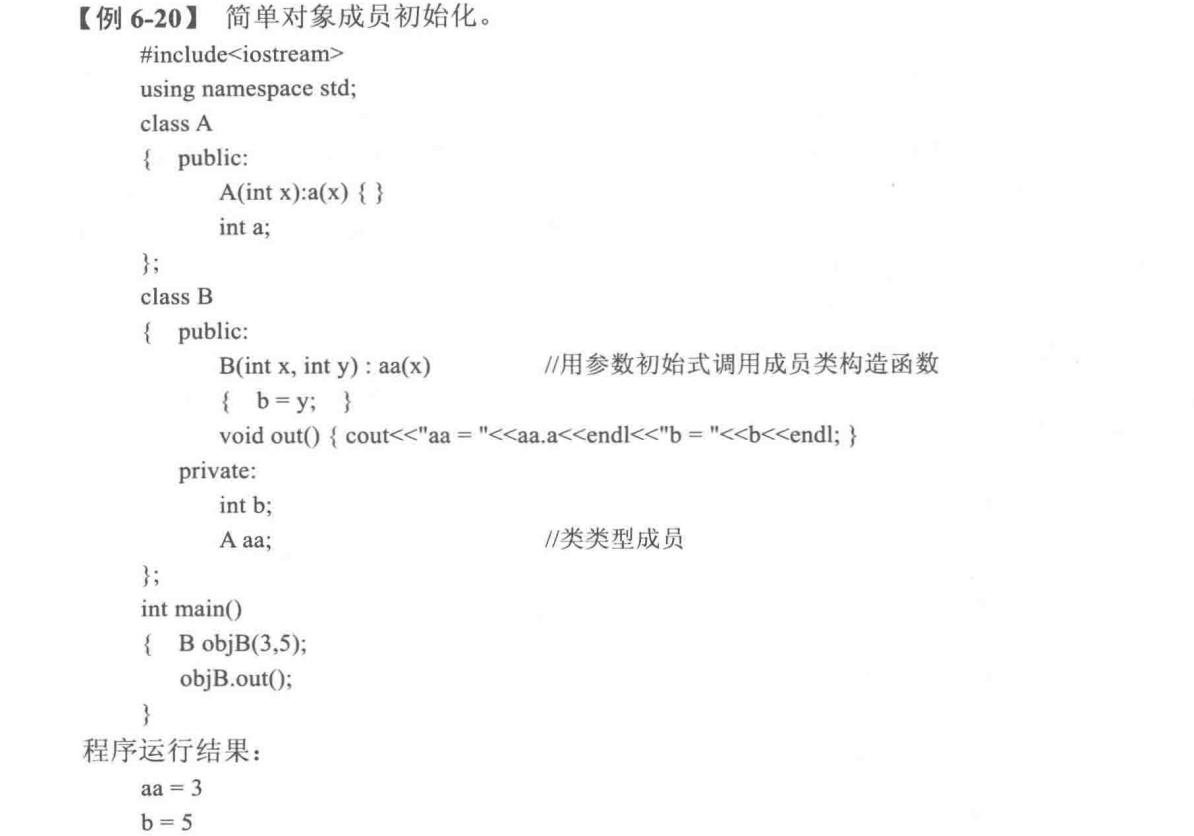 【例 6-20】 简单对象成员初始化。
#include<iostream>
using namespace std;
class A
{ public:
A(int x):a(x) { }
int a;
};
class B
{ public:
B(int x, int y) : aa(x) //用参数初始式调用成员类构造函数
{ b = y; }
void out() { cout<<"aa = "<<aa.a<<endl<<"b = "<<b<<endl; }
private:
int b;
A aa; //类类型成员
};
int main()
{ B objB(3,5);
objB.out();
}
程序运行结果：
aa = 3
b = 5